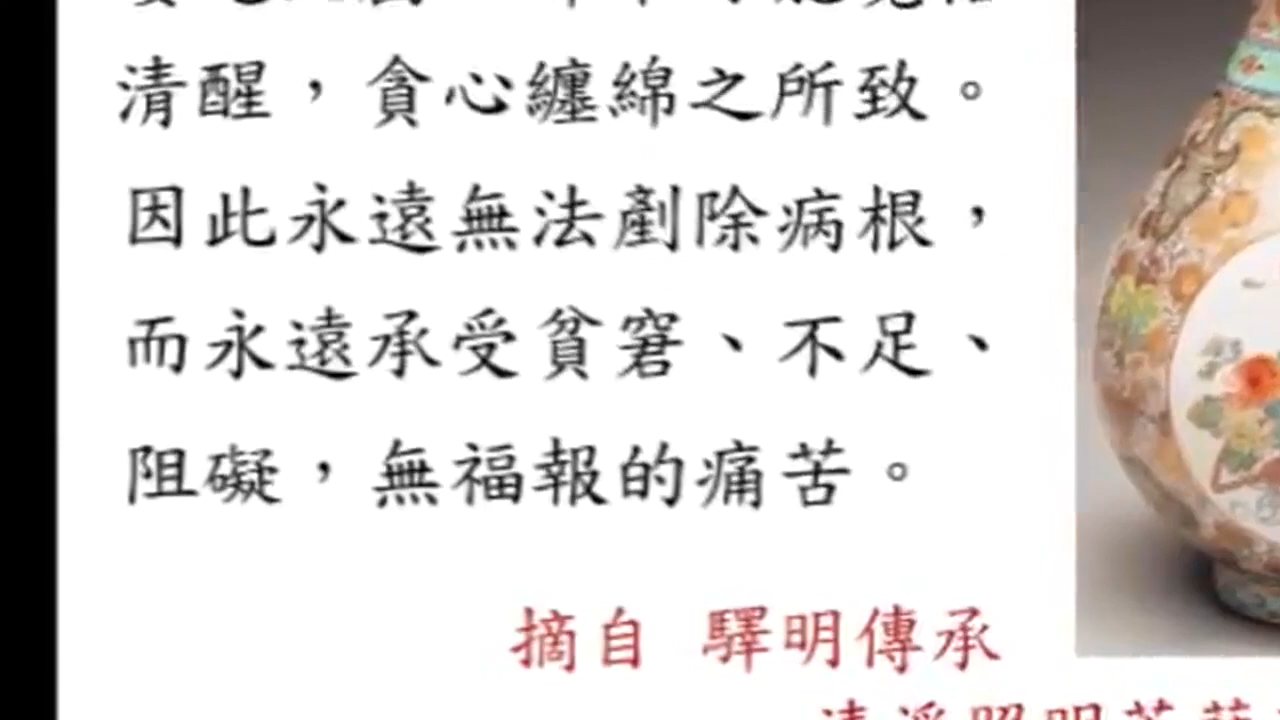 清醒,貪心纏綿之所致。
因此永遠無法剷除病根,
而永遠承受貧窘、不足、
阻礙,無福報的痛苦。
摘自 驛明傳承